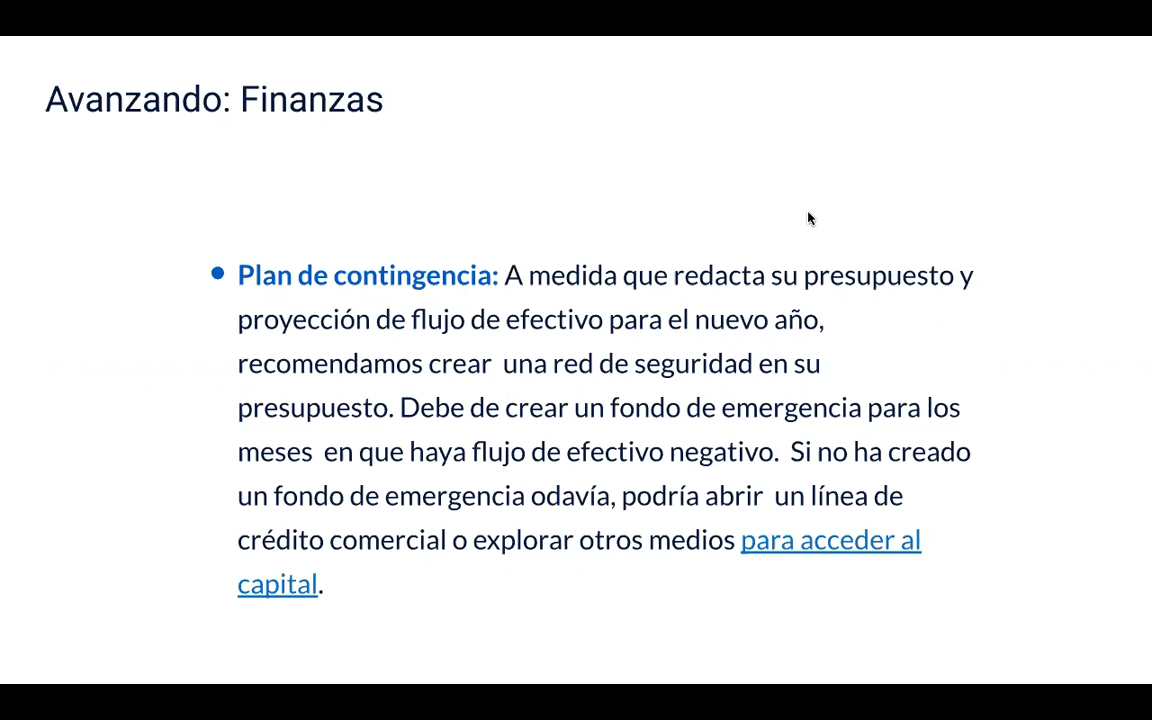 Avanzando: Finanzas
Plan de contingencia: A medida que redacta su presupuesto y
proyección de flujo de efectivo para el nuevo año,
recomendamos crear  una red de seguridad en su
presupuesto. Debe de crear un fondo de emergencia para los
meses  en que haya flujo de efectivo negativo.  Si no ha creado
un fondo de emergencia odavía, podría abrir  un línea de
crédito comercial o explorar otros medios para acceder al
capital.